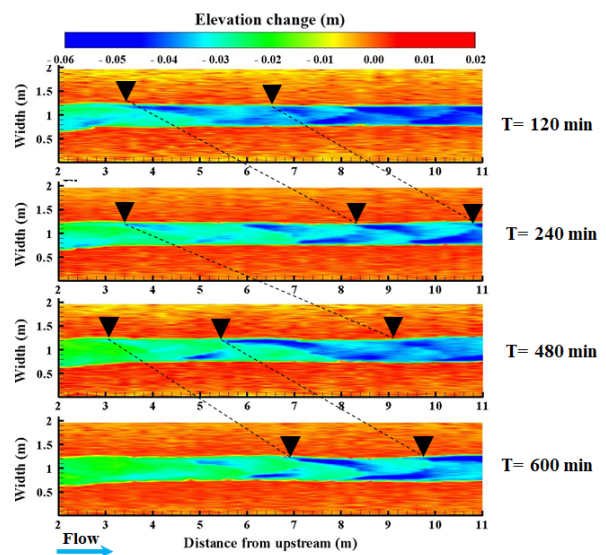 Elevation change (m)
-0.06 -0.05 -0.04 -0.03 -0.02 -0.01 0.00 0.01 0.02
Width (m)
2
1.5
1
0.5
2 3 4 5 6 7 8 9 10 11
T= 120 min
Width (m)
2
1.5
1
0.5
2 3 4 5 6 7 8 9 10 11
T= 240 min
Width (m)
2
1.5
1
0.5
2 3 4 5 6 7 8 9 10 11
T= 480 min
Width (m)
2
1.5
1
0.5
2 3 4 5 6 7 8 9 10 11
T= 600 min
Flow
Distance from upstream (m)